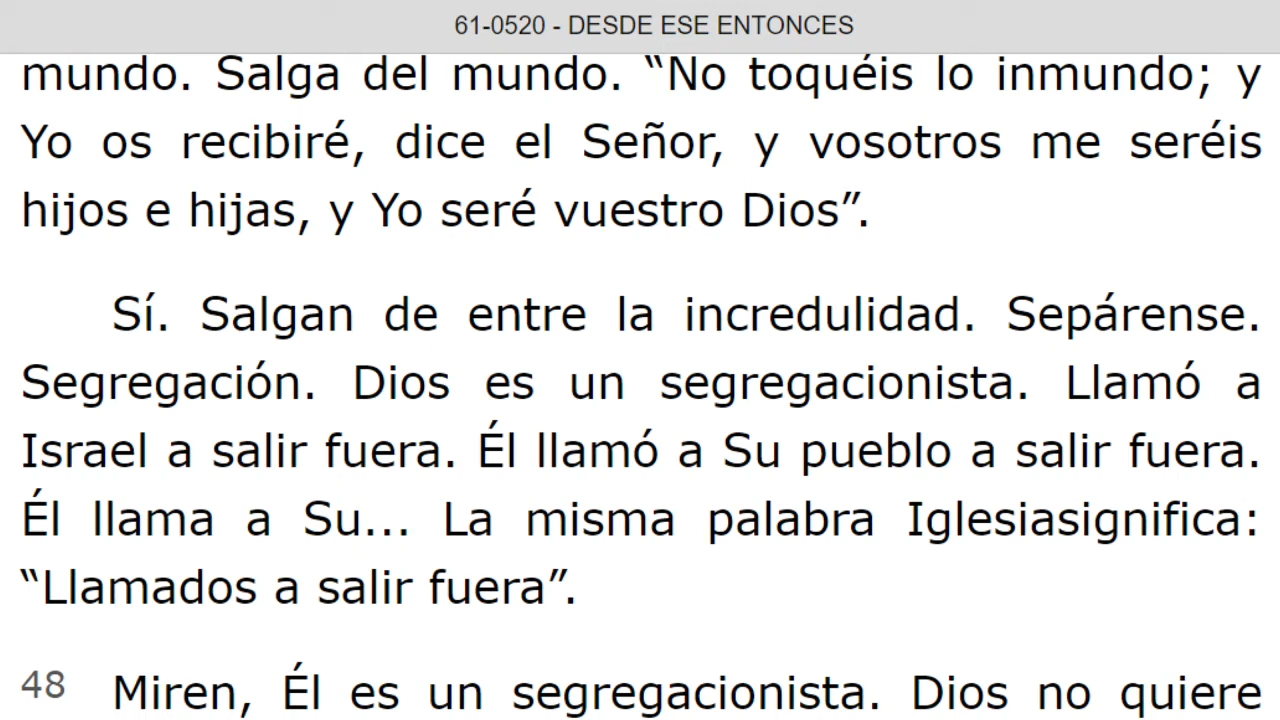 61-0520 - DESDE ESE ENTONCES
mundo. Salga del mundo. “No toquéis lo inmundo; y
Yo os recibiré, dice el Señor, y vosotros me seréis
hijos e hijas, y Yo seré vuestro Dios”.
Sí. Salgan de entre la incredulidad. Sepárense.
Segregación. Dios es un segregacionista. Llamó a
Israel a salir fuera. Él llamó a Su pueblo a salir fuera.
Él llama a Su... La misma palabra Iglesiasignifica:
“Llamados a salir fuera”.
48 Miren, Él es un segregacionista. Dios no quiere